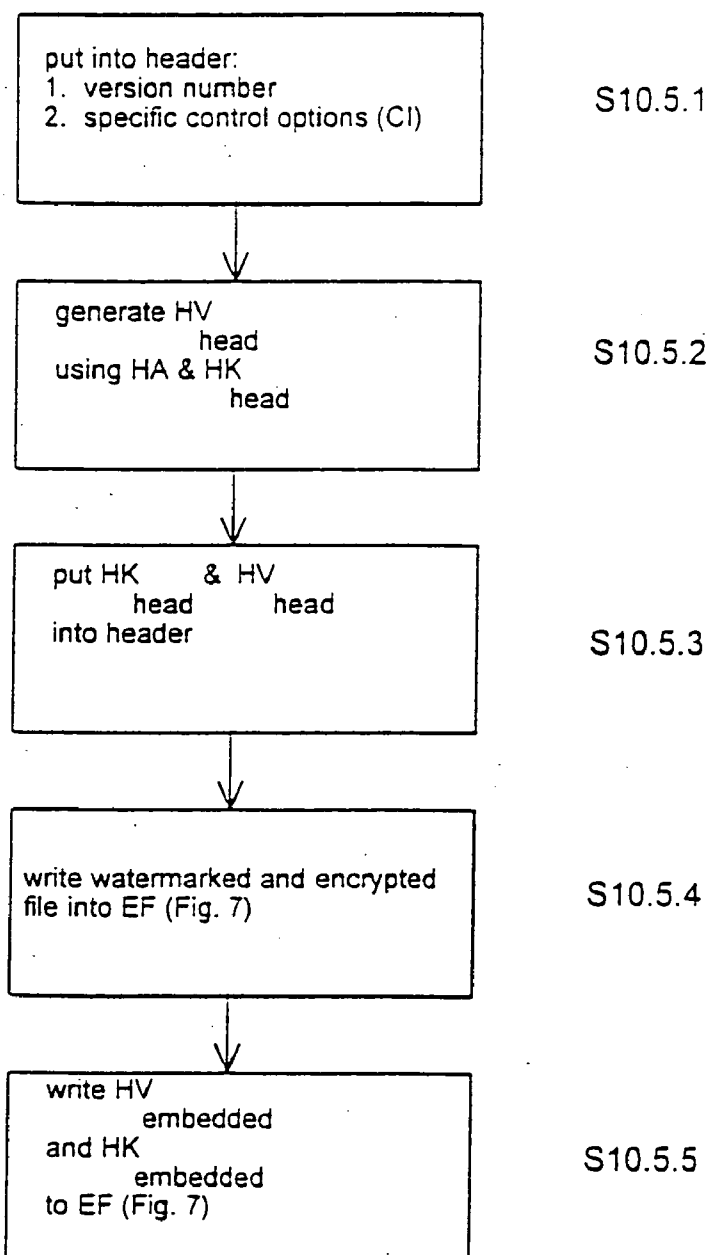 put into header:
1. version number
2. specific control options (CI)
S10.5.1
generate HV
head
using HA & HK
head
S10.5.2
put HK & HV
head head
into header
S10.5.3
write watermarked and encrypted
file into EF (Fig. 7)
S10.5.4
write HV
embedded
and HK
embedded
to EF (Fig. 7)
S10.5.5